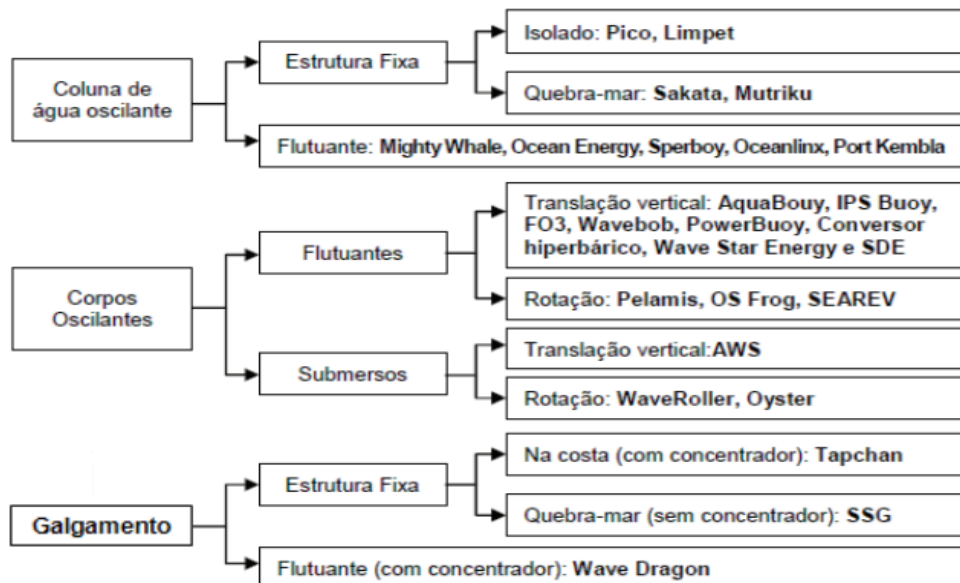 Coluna de
água oscilante
Estrutura Fixa
Isolado: Pico, Limpet
Quebra-mar: Sakata, Mutriku
Flutuante: Mighty Whale, Ocean Energy, Sperboy, Oceanlinx, Port Kembla
Corpos
Oscilantes
Flutuantes
Translação vertical: AquaBouy, IPS Buoy,
FO3, Wavebob, PowerBuoy, Conversor
hiperbárico, Wave Star Energy e SDE
Rotação: Pelamis, OS Frog, SEAREV
Submersos
Translação vertical:AWS
Rotação: WaveRoller, Oyster
Galgamento
Estrutura Fixa
Na costa (com concentrador): Tapchan
Quebra-mar (sem concentrador): SSG
Flutuante (com concentrador): Wave Dragon